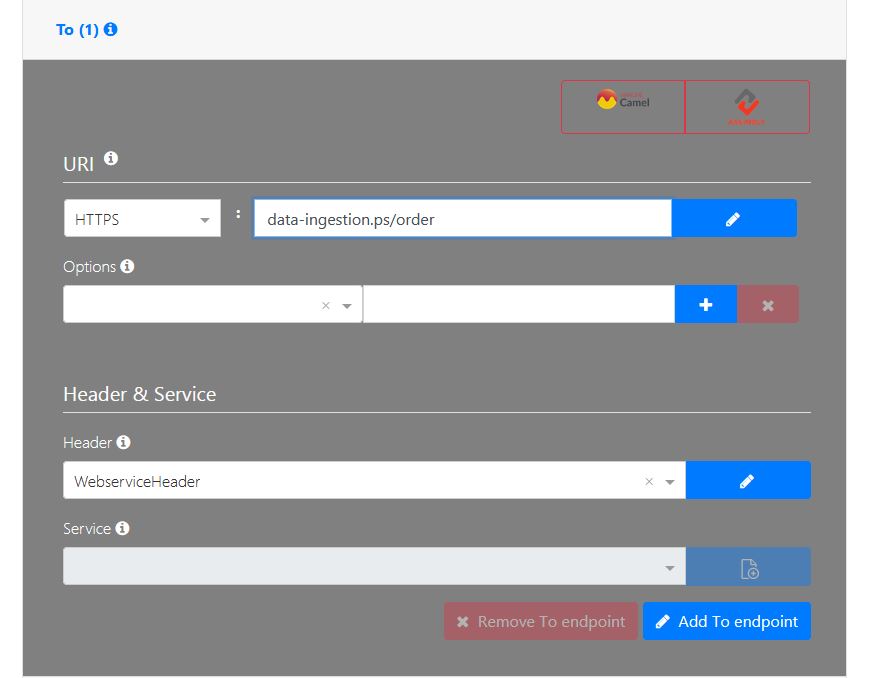 To (1)
Camel
URI
HTTPS : data-ingestion.ps/order
Options
Header & Service
Header
WebserviceHeader
Service
Remove To endpoint
Add To endpoint